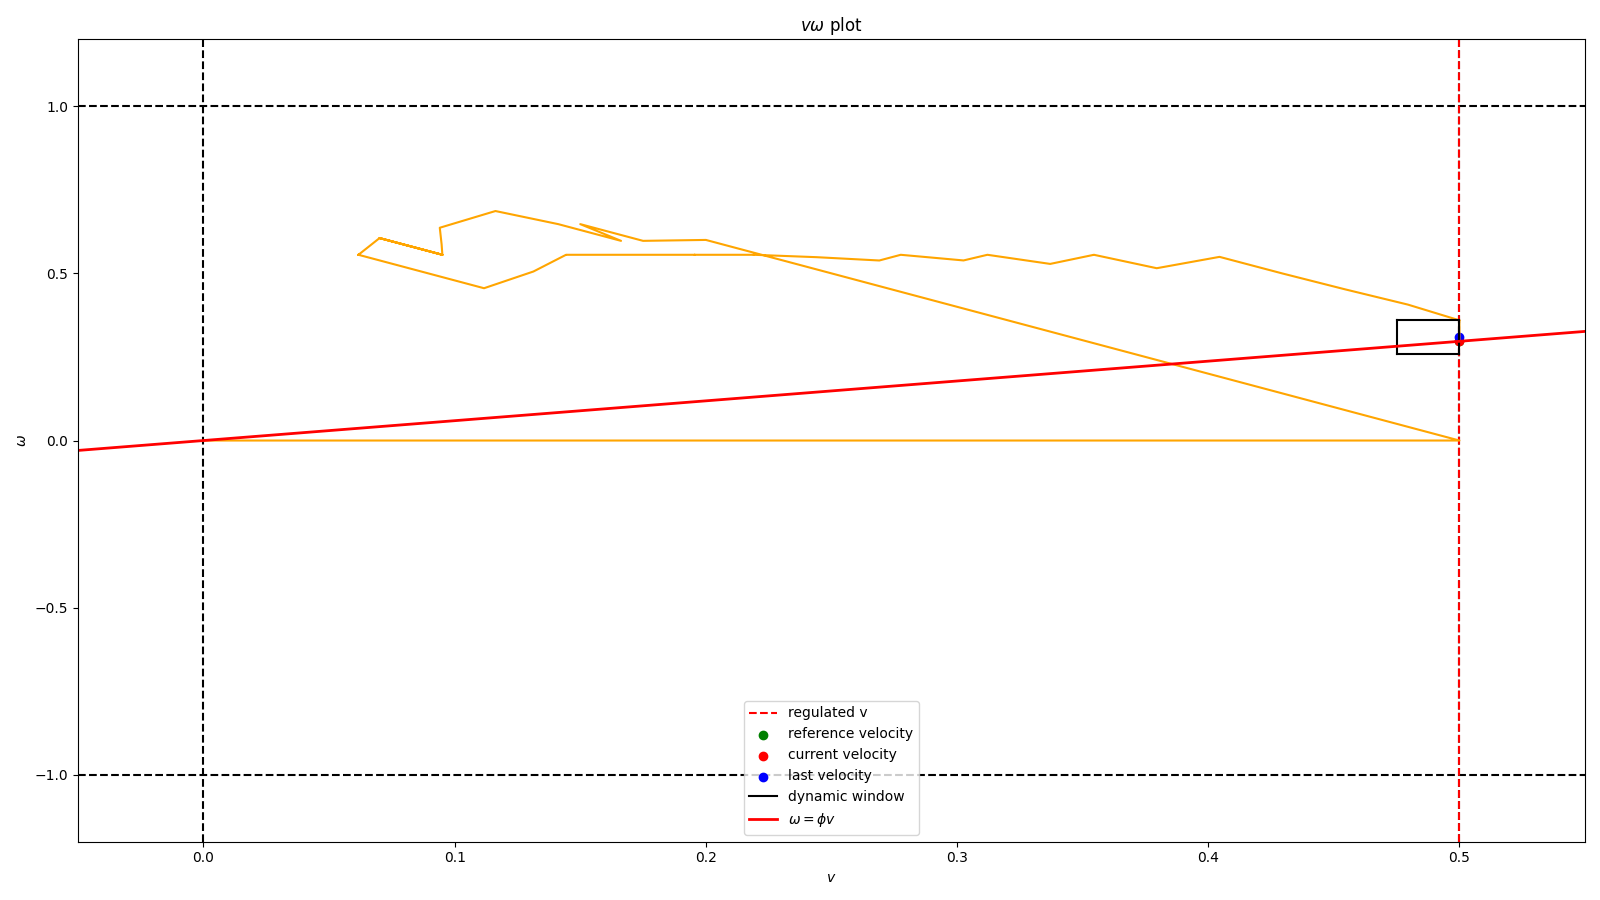 vω plot
1.0
0.5
0.0
−0.5
−1.0
ω
0.0 0.1 0.2 0.3 0.4 0.5
v
regulated v
reference velocity
current velocity
last velocity
dynamic window
ω = ϕv